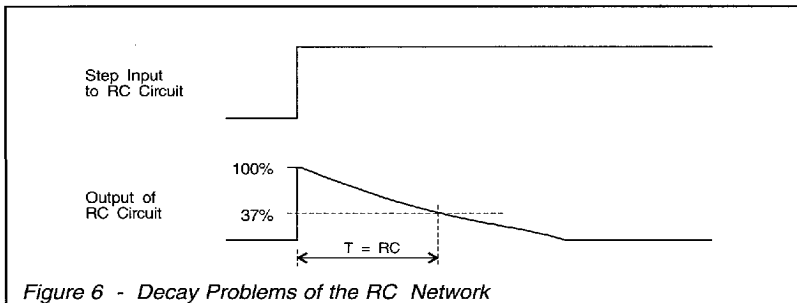 Step Input
to RC Circuit
100%
Output of
RC Circuit
37%
T = RC
Figure 6 - Decay Problems of the RC Network